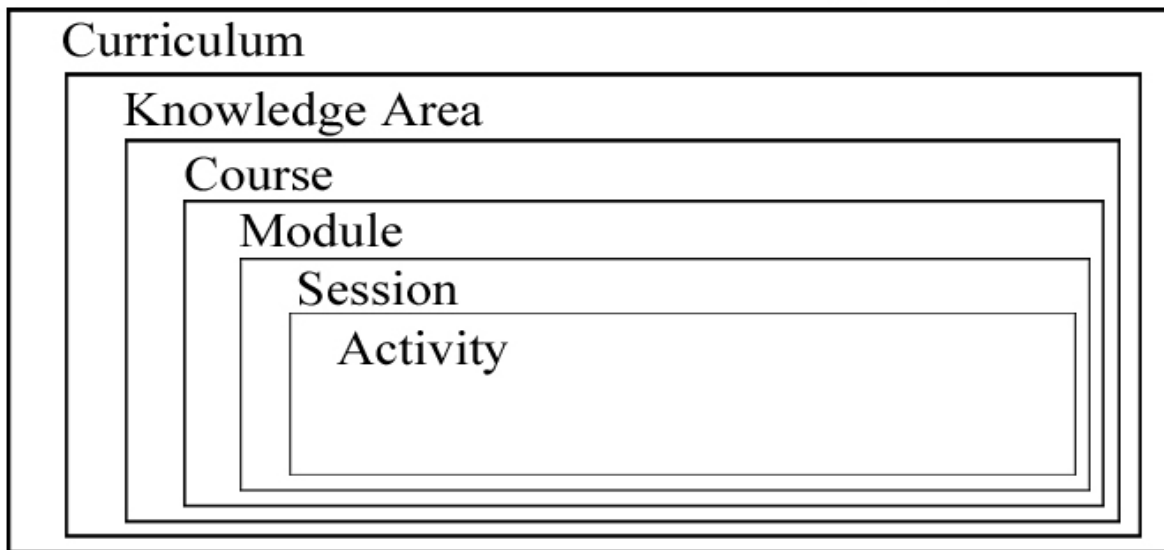 Curriculum
Knowledge Area
Course
Module
Session
Activity